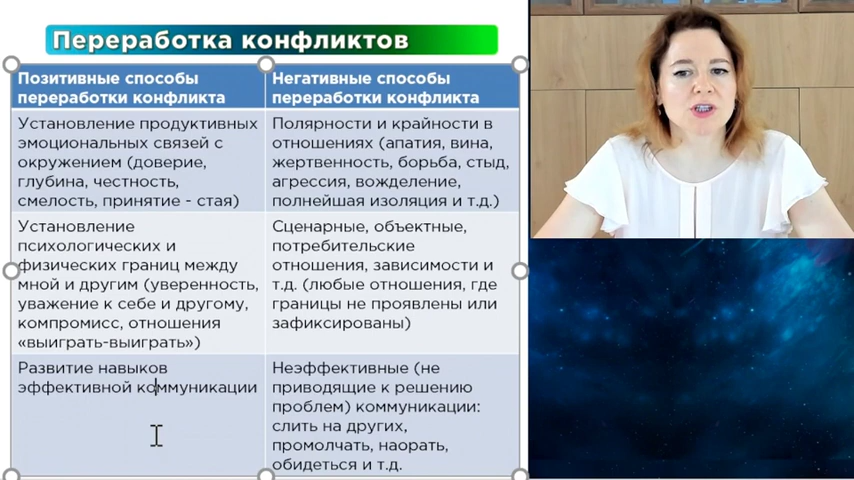 Переработка конфликтов
Позитивные способы
переработки конфликта
Негативные способы
переработки конфликта
Установление продуктивных
эмоциональных связей с
окружением (доверие,
глубина, честность,
смелость, принятие - стая)
Полярности и крайности в
отношениях (апатия, вина,
жертвенность, борьба, стыд,
агрессия, вожделение,
полнейшая изоляция и т.д.)
Установление
психологических и
физических границ между
мной и другим (уверенность,
уважение к себе и другому,
компромисс, отношения
«выиграть-выиграть»)
Сценарные, объектные,
потребительские
отношения, зависимости и
т.д. (любые отношения, где
границы не проявлены или
зафиксированы)
Развитие навыков
эффективной коммуникации
Неэффективные (не
приводящие к решению
проблем) коммуникации:
слить на других,
промолчать, наорать,
обидеться и т.д.